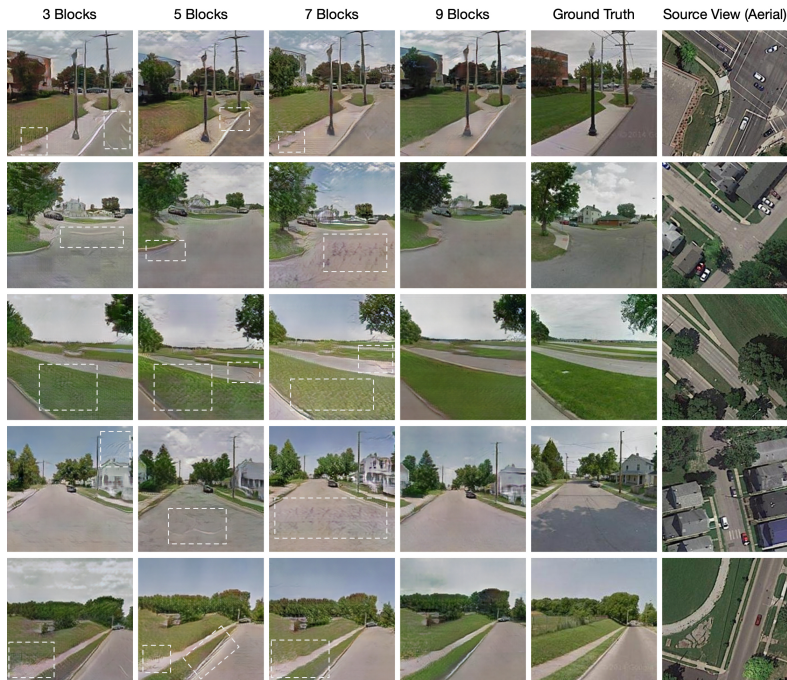 3 Blocks
5 Blocks
7 Blocks
9 Blocks
Ground Truth
Source View (Aerial)